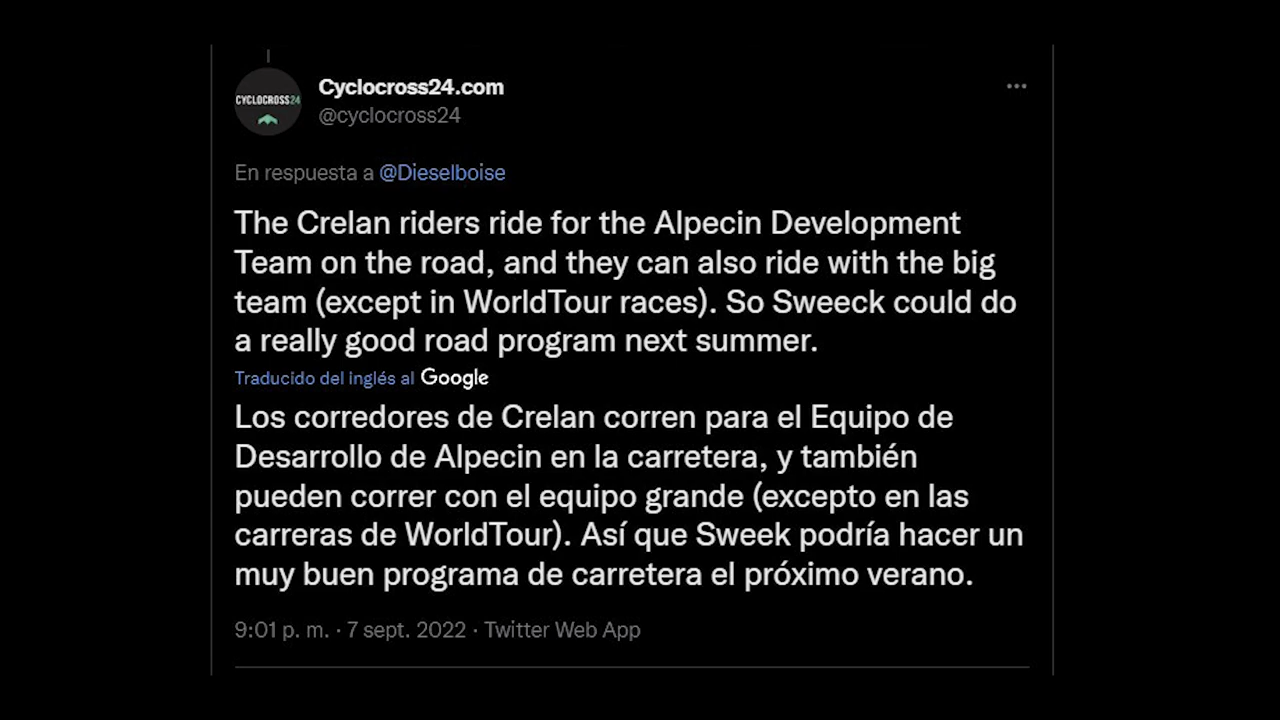 CYCLOCROSS24
Cyclocross24.com
@cyclocross24
En respuesta a @Dieselboise
The Crelan riders ride for the Alpecin Development
Team on the road, and they can also ride with the big
team (except in WorldTour races). So Sweeck could do
a really good road program next summer.
Traducido del inglés al Google
Los corredores de Crelan corren para el Equipo de
Desarrollo de Alpecin en la carretera, y también
pueden correr con el equipo grande (excepto en las
carreras de WorldTour). Así que Sweek podría hacer un
muy buen programa de carretera el próximo verano.
9:01 p. m. · 7 sept. 2022 · Twitter Web App